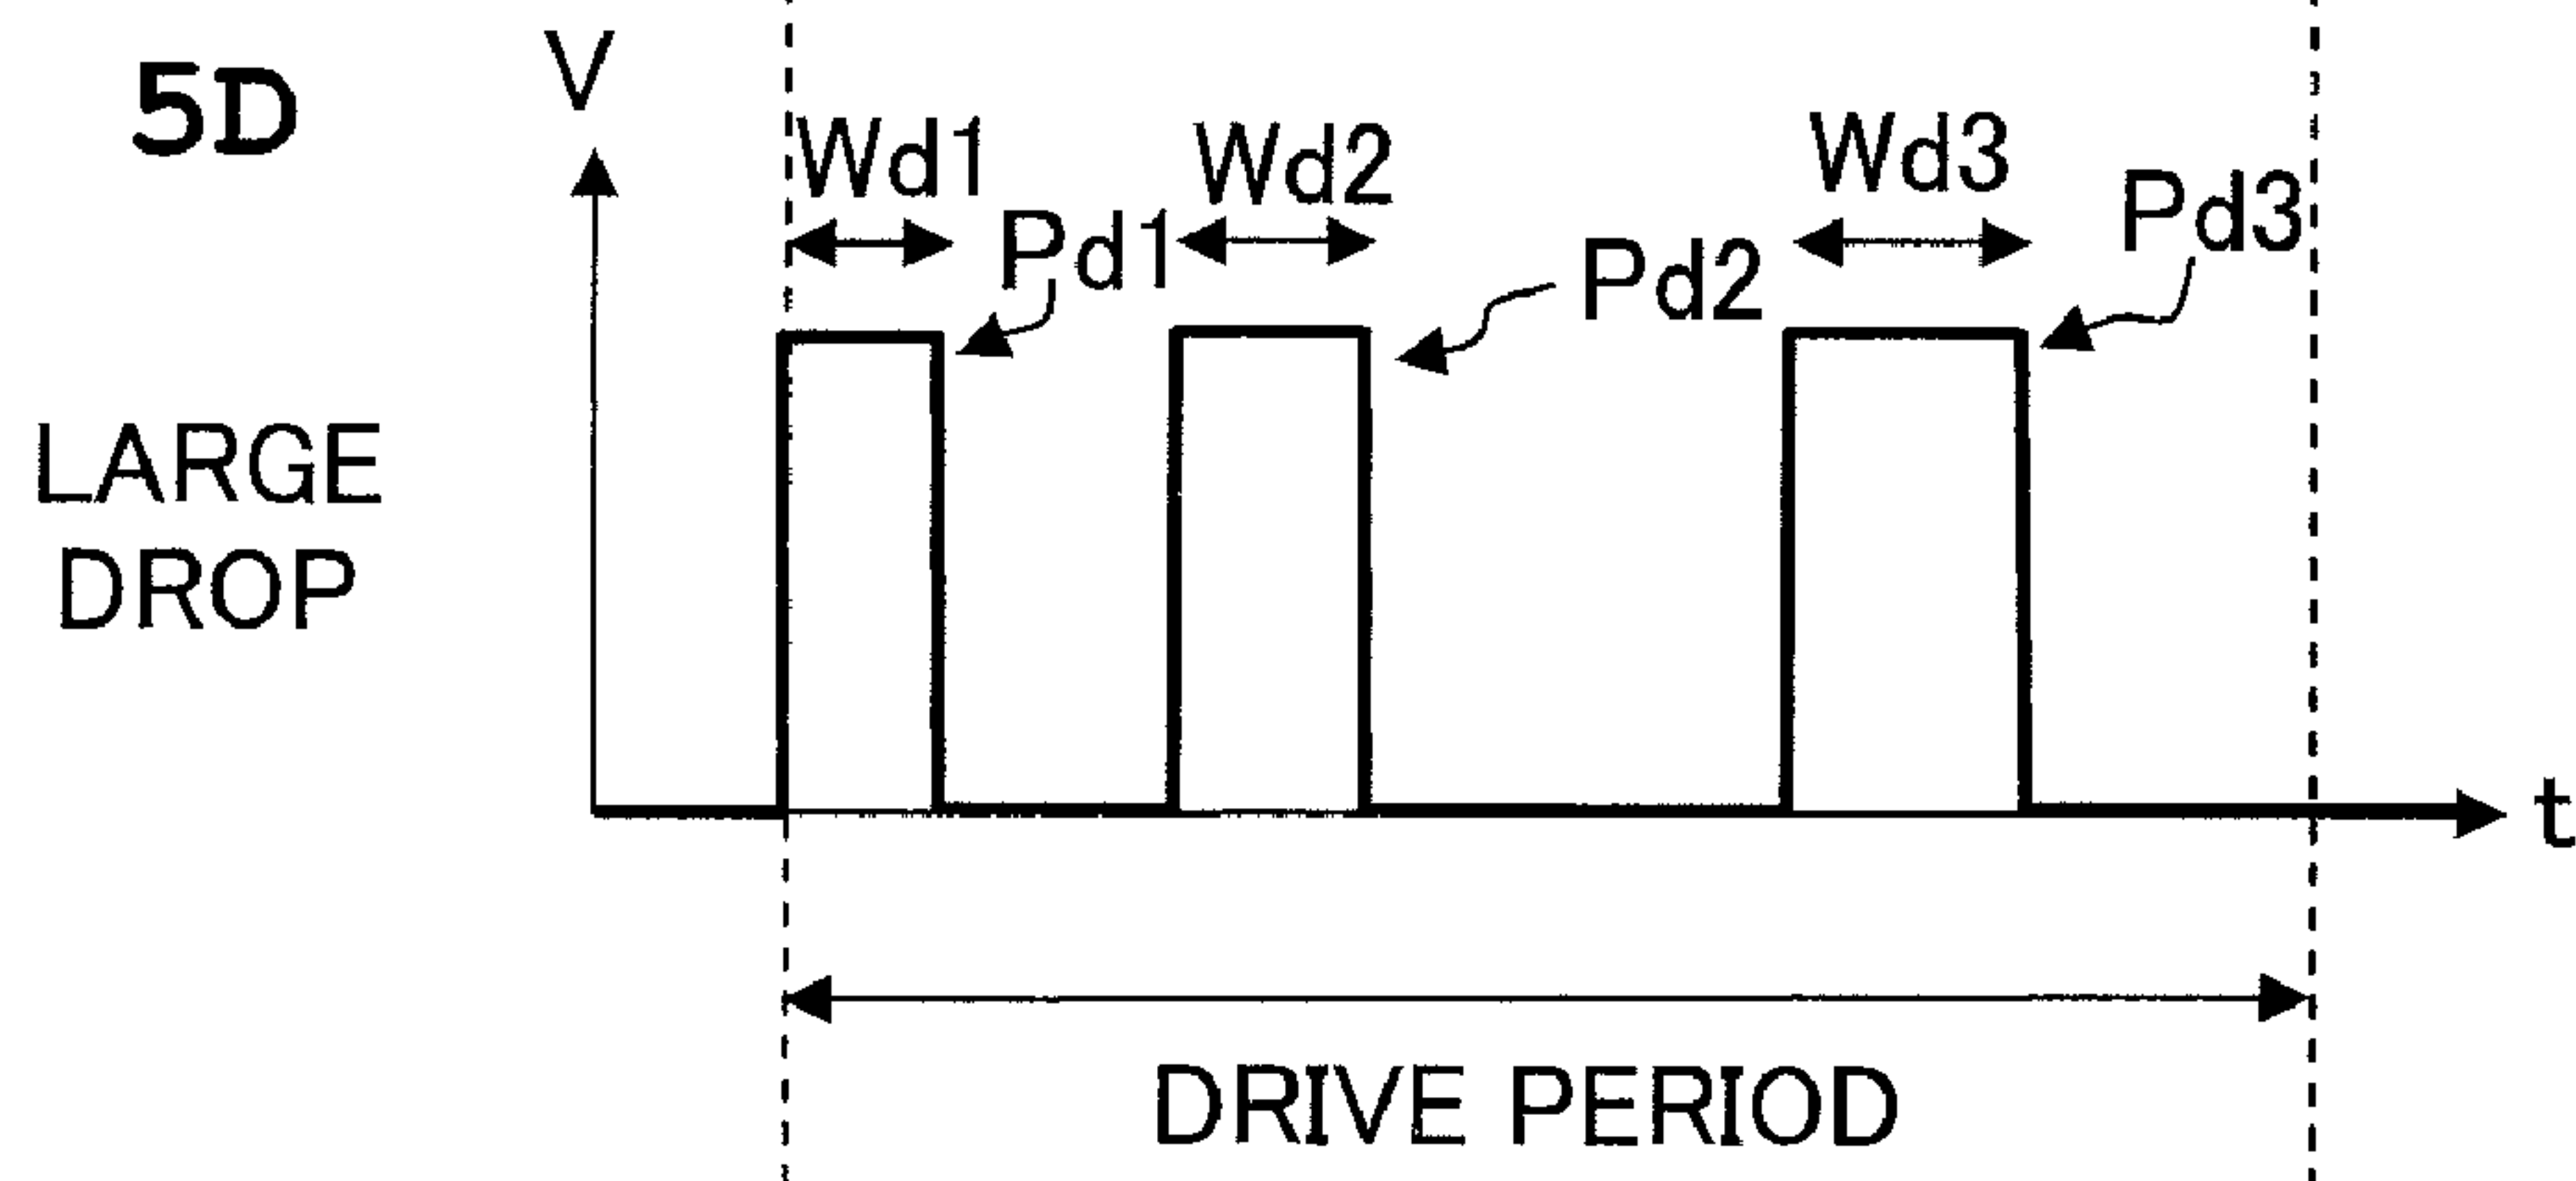 5D
V
Wd1
Wd2
Wd3
Pd1
Pd2
Pd3
LARGE
DROP
t
DRIVE PERIOD